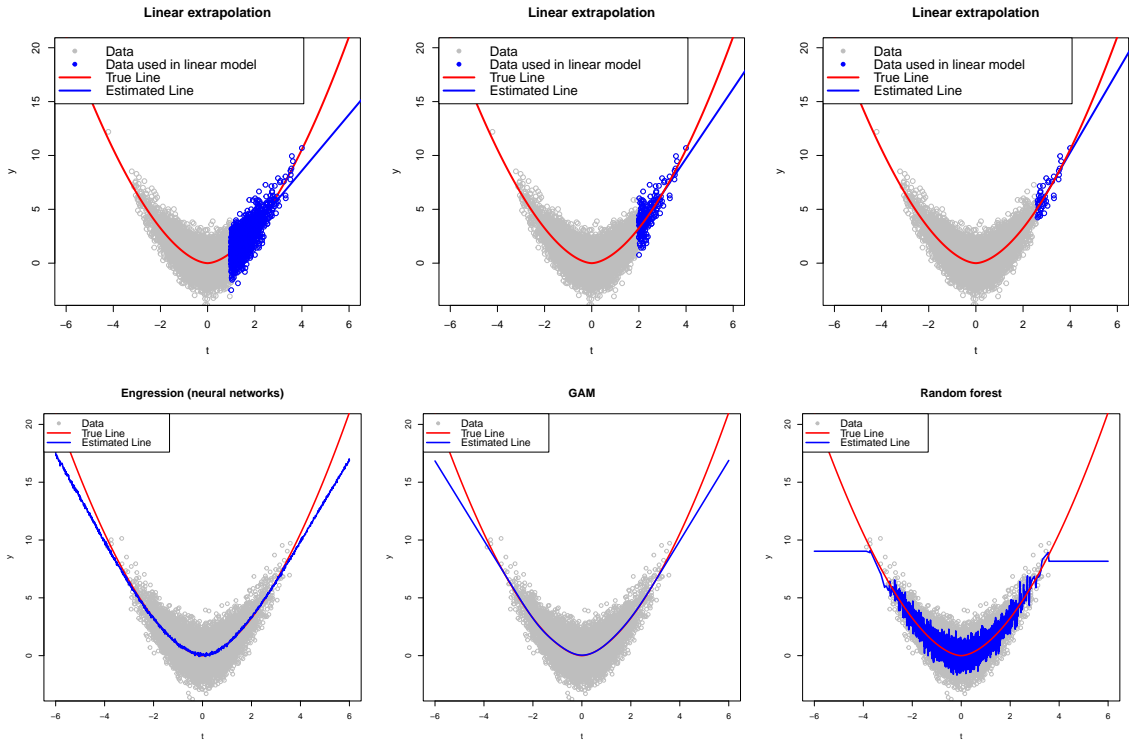 Linear extrapolation
Data
Data used in linear model
True Line
Estimated Line
y
20
15
10
5
0
−6 −4 −2 0 2 4 6
t
Linear extrapolation
Data
Data used in linear model
True Line
Estimated Line
y
20
15
10
5
0
−6 −4 −2 0 2 4 6
t
Linear extrapolation
Data
Data used in linear model
True Line
Estimated Line
y
20
15
10
5
0
−6 −4 −2 0 2 4 6
t
Engression (neural networks)
Data
True Line
Estimated Line
y
20
15
10
5
0
−6 −4 −2 0 2 4 6
t
GAM
Data
True Line
Estimated Line
y
20
15
10
5
0
−6 −4 −2 0 2 4 6
t
Random forest
Data
True Line
Estimated Line
y
20
15
10
5
0
−6 −4 −2 0 2 4 6
t